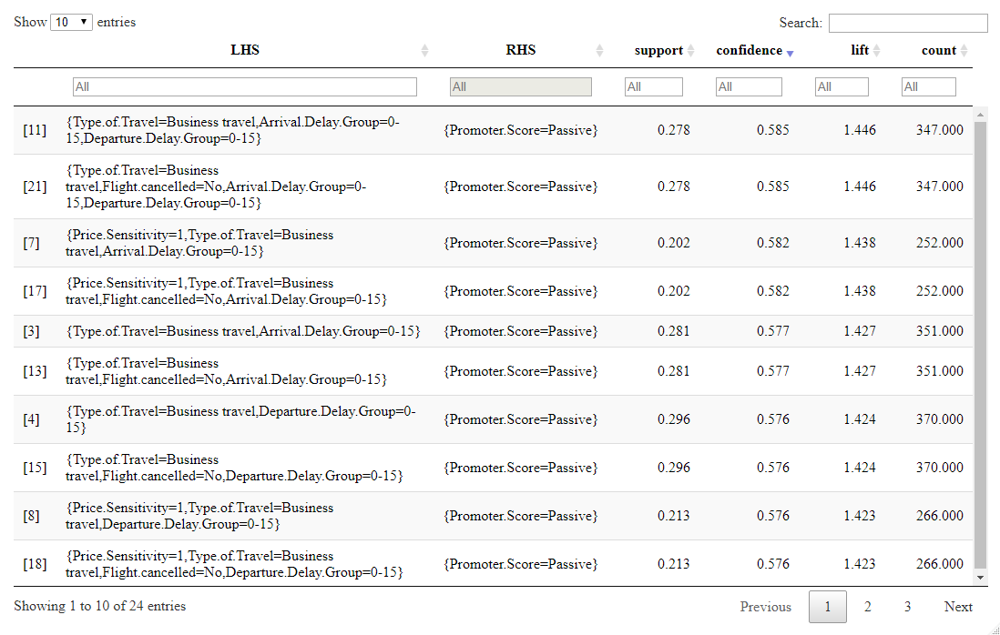 Show 10 entries Search:
LHS RHS support confidence lift count
All All All All All All
[11] {Type.of.Travel=Business travel,Arrival.Delay.Group=0-
15,Departure.Delay.Group=0-15} {Promoter.Score=Passive} 0.278 0.585 1.446 347.000
[21] {Type.of.Travel=Business
travel,Flight.cancelled=No,Arrival.Delay.Group=0-
15,Departure.Delay.Group=0-15} {Promoter.Score=Passive} 0.278 0.585 1.446 347.000
[7] {Price.Sensitivity=1,Type.of.Travel=Business
travel,Arrival.Delay.Group=0-15} {Promoter.Score=Passive} 0.202 0.582 1.438 252.000
[17] {Price.Sensitivity=1,Type.of.Travel=Business
travel,Flight.cancelled=No,Arrival.Delay.Group=0-15} {Promoter.Score=Passive} 0.202 0.582 1.438 252.000
[3] {Type.of.Travel=Business travel,Arrival.Delay.Group=0-15} {Promoter.Score=Passive} 0.281 0.577 1.427 351.000
[13] {Type.of.Travel=Business
travel,Flight.cancelled=No,Arrival.Delay.Group=0-15} {Promoter.Score=Passive} 0.281 0.577 1.427 351.000
[4] {Type.of.Travel=Business travel,Departure.Delay.Group=0-
15} {Promoter.Score=Passive} 0.296 0.576 1.424 370.000
[15] {Type.of.Travel=Business
travel,Flight.cancelled=No,Departure.Delay.Group=0-15} {Promoter.Score=Passive} 0.296 0.576 1.424 370.000
[8] {Price.Sensitivity=1,Type.of.Travel=Business
travel,Departure.Delay.Group=0-15} {Promoter.Score=Passive} 0.213 0.576 1.423 266.000
[18] {Price.Sensitivity=1,Type.of.Travel=Business
travel,Flight.cancelled=No,Departure.Delay.Group=0-15} {Promoter.Score=Passive} 0.213 0.576 1.423 266.000
Showing 1 to 10 of 24 entries Previous 1 2 3 Next